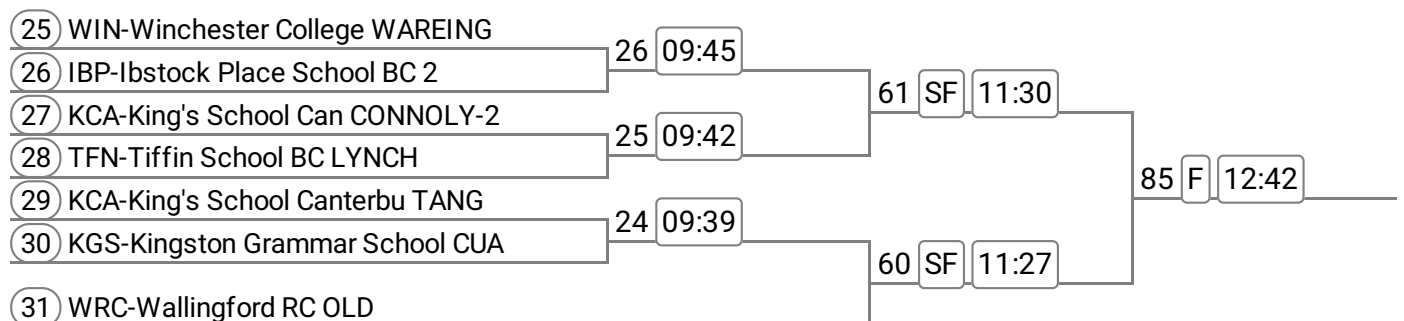 25 WIN-Winchester College WAREING
26 09:45
26 IBP-Ibstock Place School BC 2
61 SF 11:30
27 KCA-King's School Can CONNOLY-2
25 09:42
28 TFN-Tiffin School BC LYNCH
85 F 12:42
29 KCA-King's School Canterbu TANG
24 09:39
30 KGS-Kingston Grammar School CUA
60 SF 11:27
31 WRC-Wallingford RC OLD